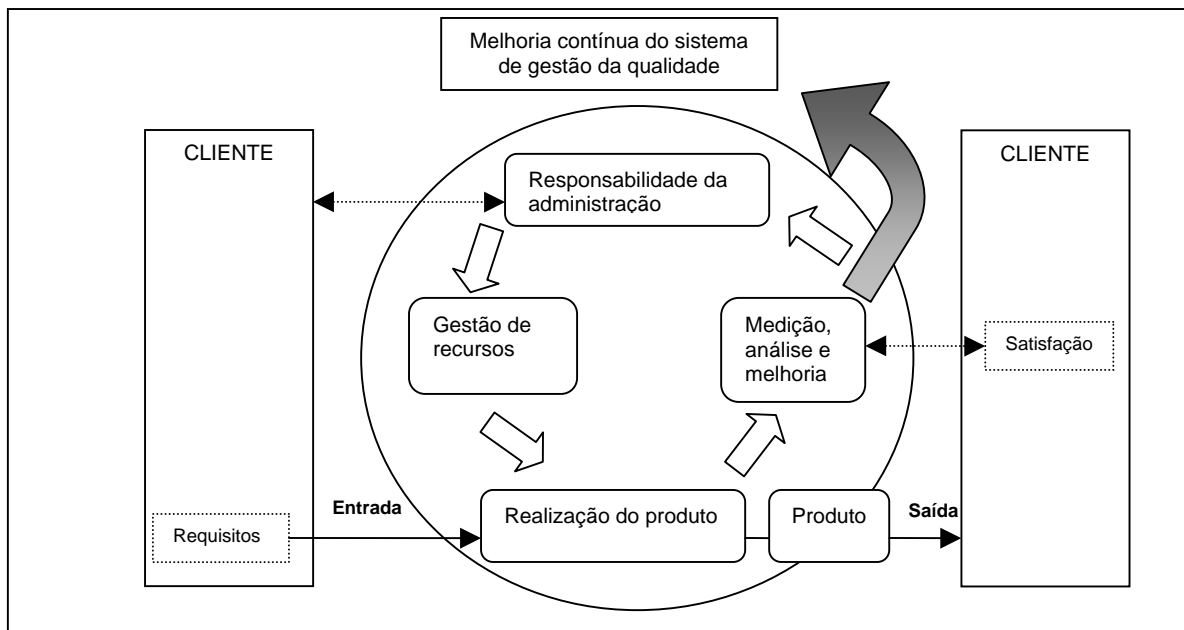 Melhoria contínua do sistema
de gestão da qualidade
CLIENTE
CLIENTE
Responsabilidade da
administração
Gestão de
recursos
Medição,
análise e
melhoria
Satisfação
Entrada
Realização do produto
Produto
Saída
Requisitos